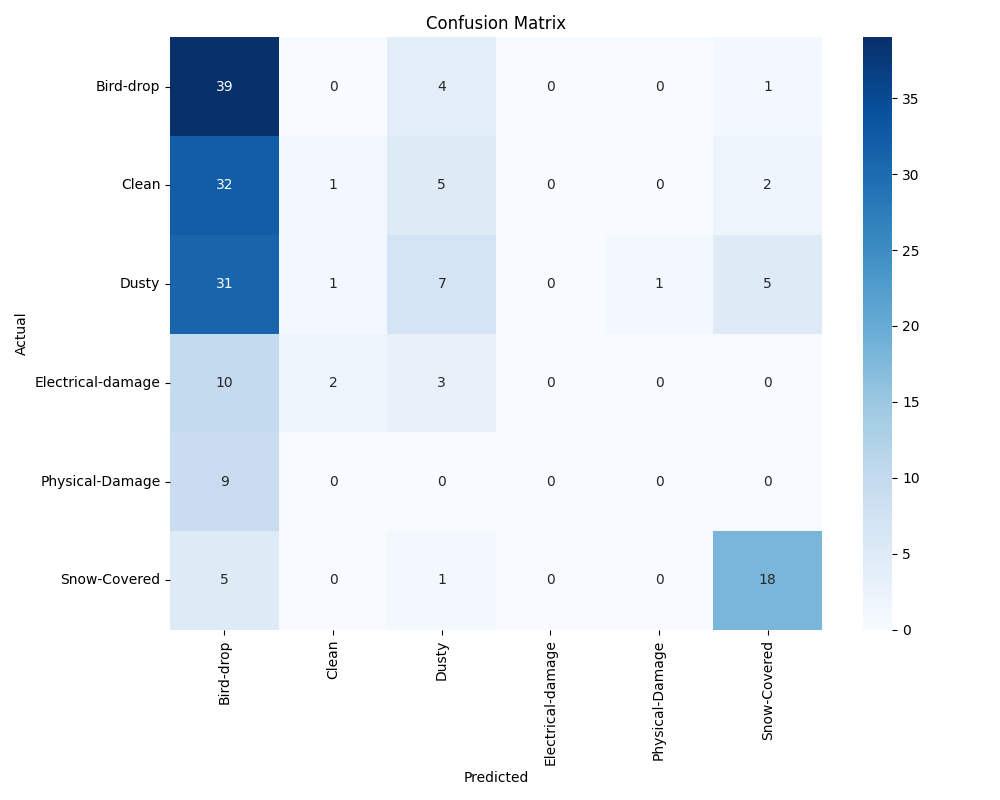 Confusion Matrix
Actual
Bird-drop 39 0 4 0 0 1
Clean 32 1 5 0 0 2
Dusty 31 1 7 0 1 5
Electrical-damage 10 2 3 0 0 0
Physical-Damage 9 0 0 0 0 0
Snow-Covered 5 0 1 0 0 18
Bird-drop Clean Dusty Electrical-damage Physical-Damage Snow-Covered
Predicted
35
30
25
20
15
10
5
0